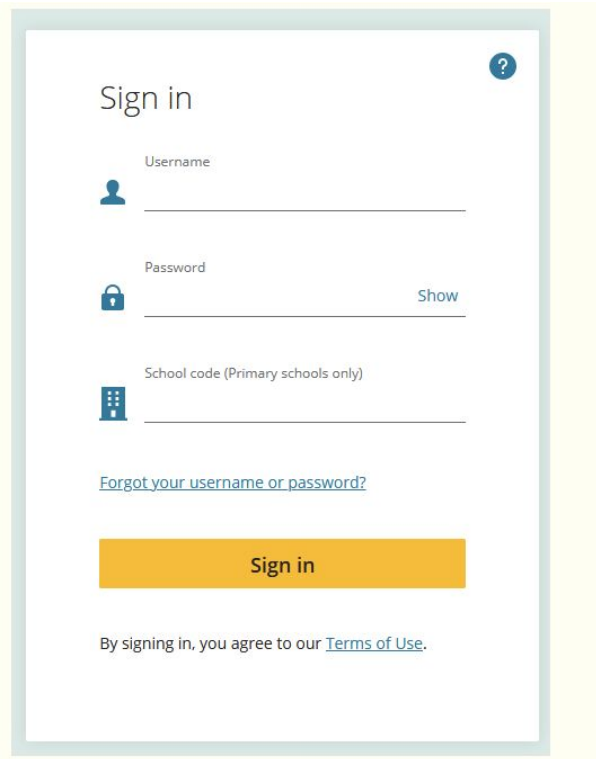 ?
Sign in
Username
Password
Show
School code (Primary schools only)
Forgot your username or password?
Sign in
By signing in, you agree to our Terms of Use.